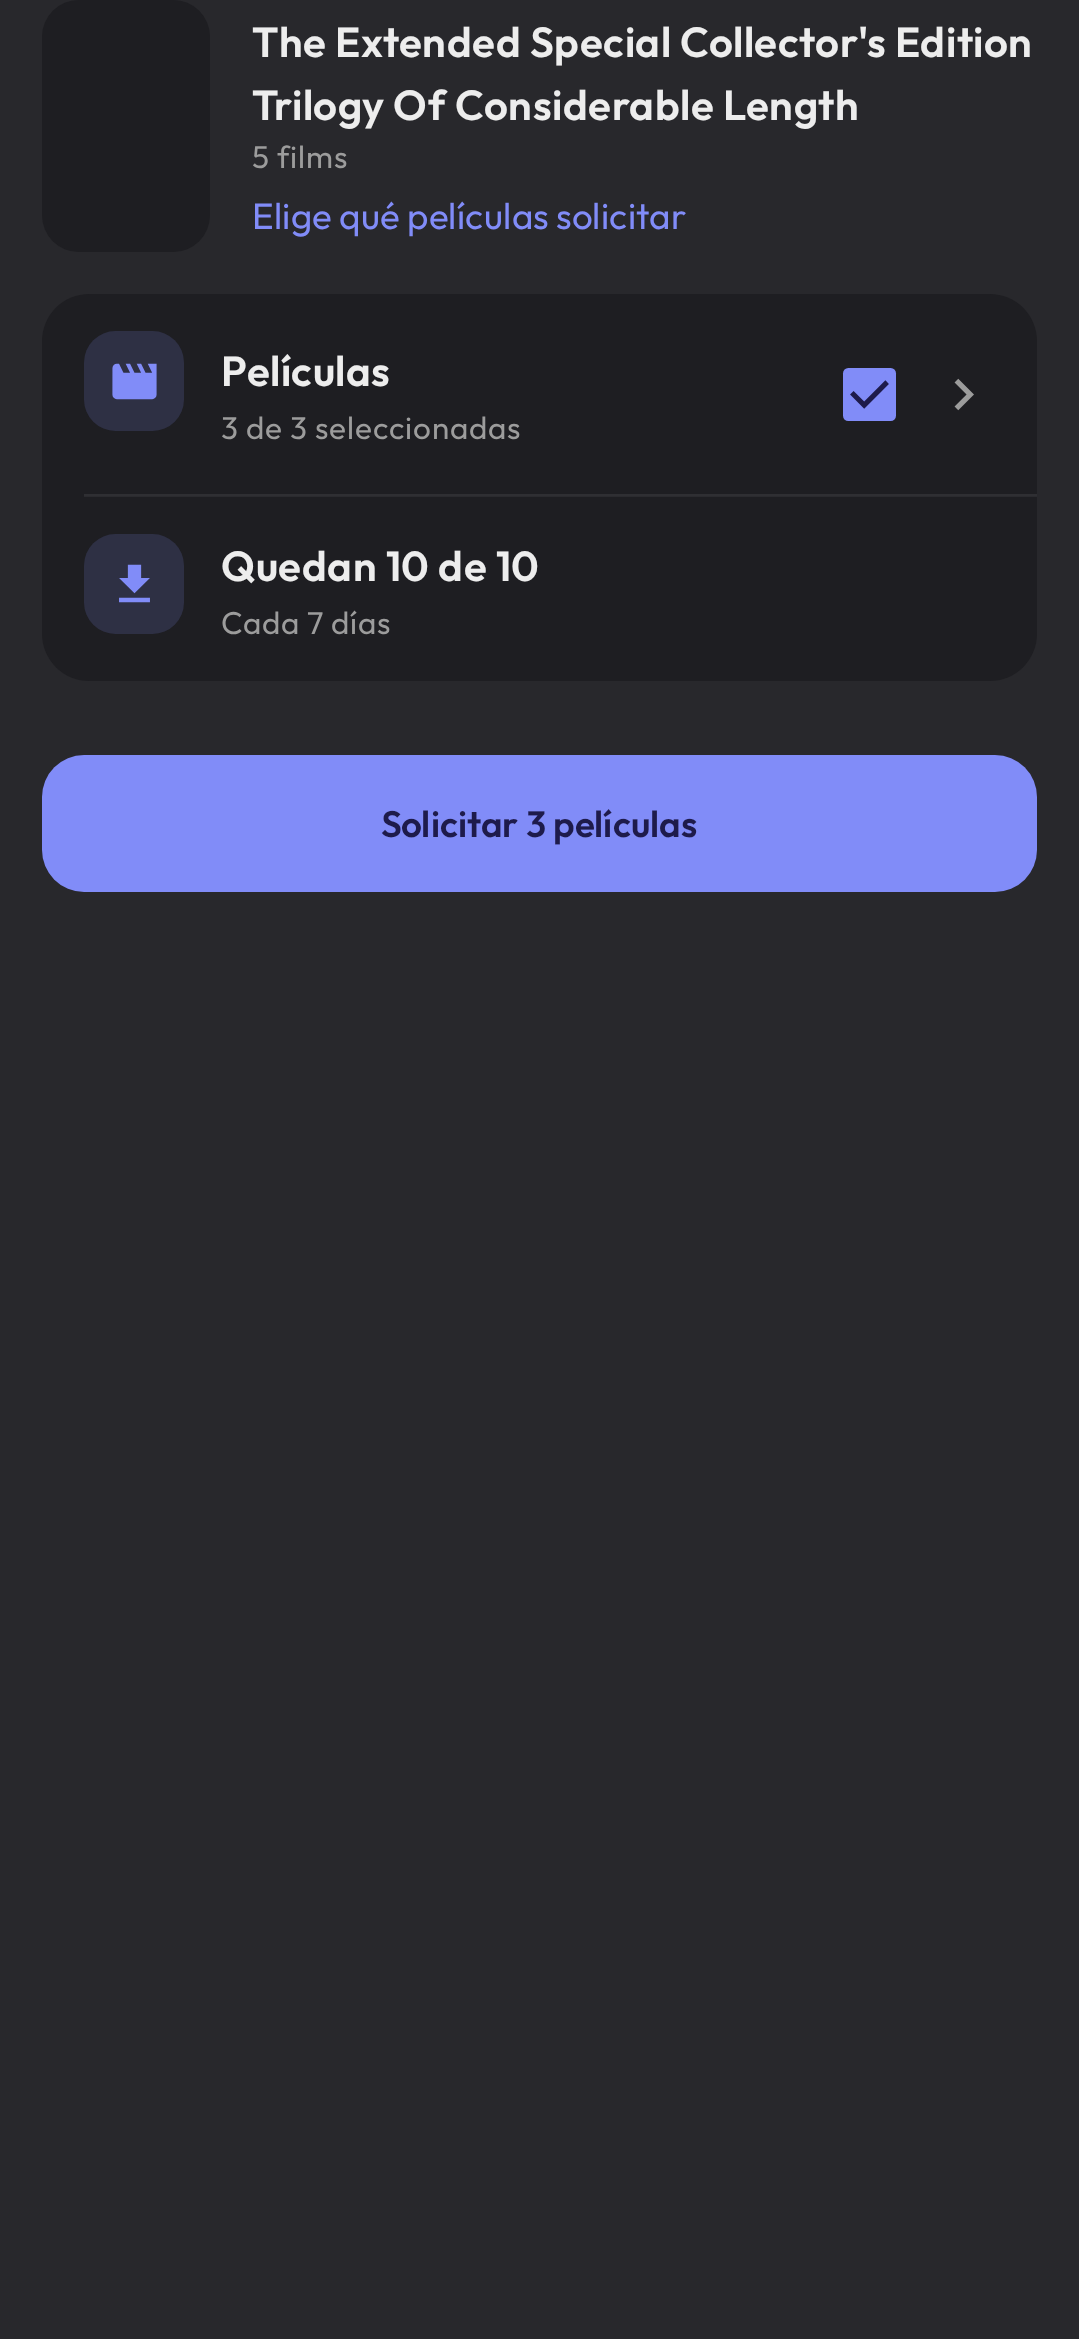 The Extended Special Collector's Edition
Trilogy Of Considerable Length
5 films
Elige qué películas solicitar
Películas
3 de 3 seleccionadas
Quedan 10 de 10
Cada 7 días
Solicitar 3 películas